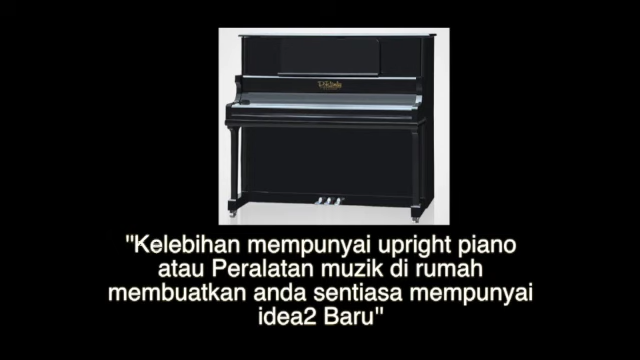 "Kelebihan mempunyai upright piano
atau Peralatan muzik di rumah
membuatkan anda sentiasa mempunyai
idea2 Baru"